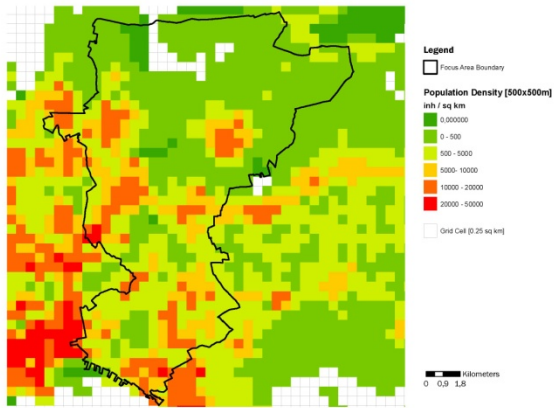 Legend
Focus Area Boundary
Population Density [500x500m]
inh / sq km
0,000000
0 - 500
500 - 5000
5000- 10000
10000 - 20000
20000 - 50000
Grid Cell [0.25 sq km]
Kilometers
0 0,9 1,8